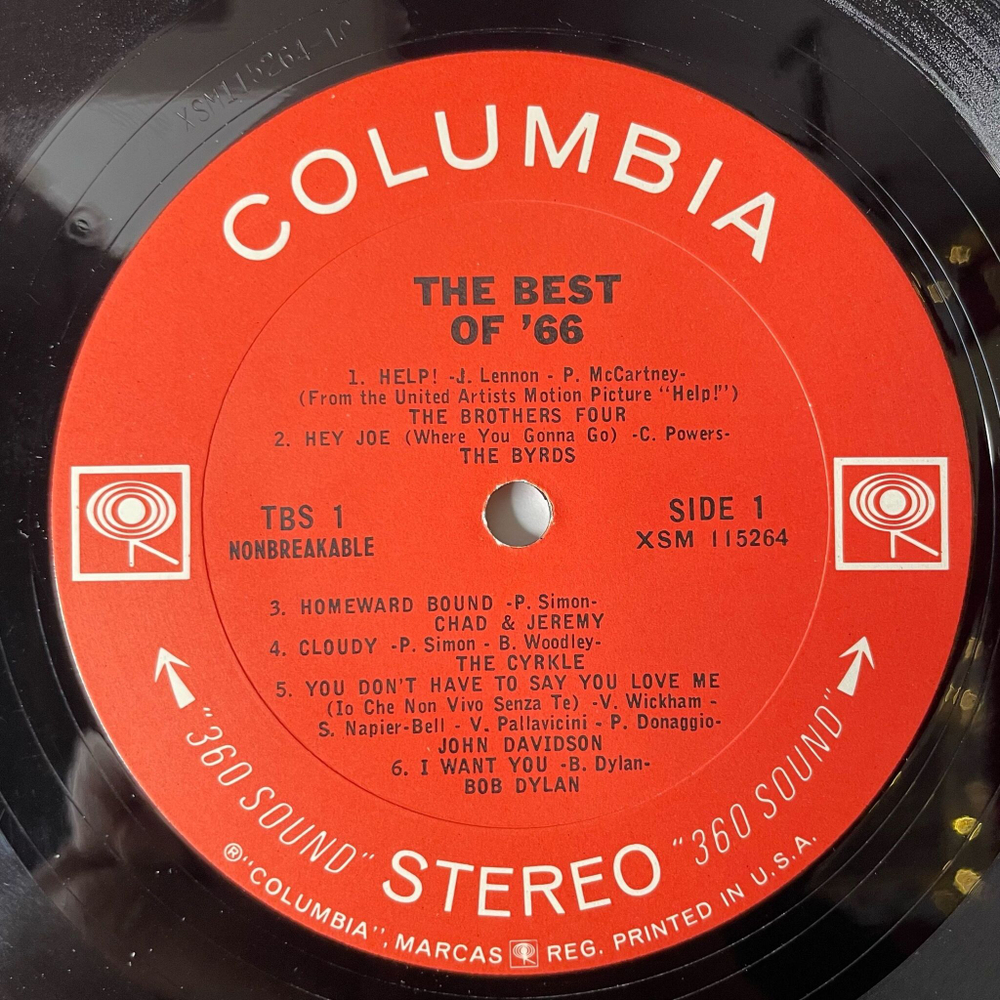 XSM115264-1
COLUMBIA
THE BEST
OF '66
1. HELP! -J. Lennon - P. McCartney-
(From the United Artists Motion Picture "Help!")
THE BROTHERS FOUR
2. HEY JOE (Where You Gonna Go) -C. Powers-
THE BYRDS
TBS 1
NONBREAKABLE
SIDE 1
XSM 115264
3. HOMEWARD BOUND -P. Simon-
CHAD & JEREMY
4. CLOUDY -P. Simon - B. Woodley-
THE CYRKLE
5. YOU DON'T HAVE TO SAY YOU LOVE ME
(Io Che Non Vivo Senza Te) -V. Wickham -
S. Napier-Bell - V. Pallavicini - P. Donaggio-
JOHN DAVIDSON
6. I WANT YOU -B. Dylan-
BOB DYLAN
"360 SOUND" STEREO "360 SOUND"
®"COLUMBIA", MARCAS REG. PRINTED IN U.S.A.